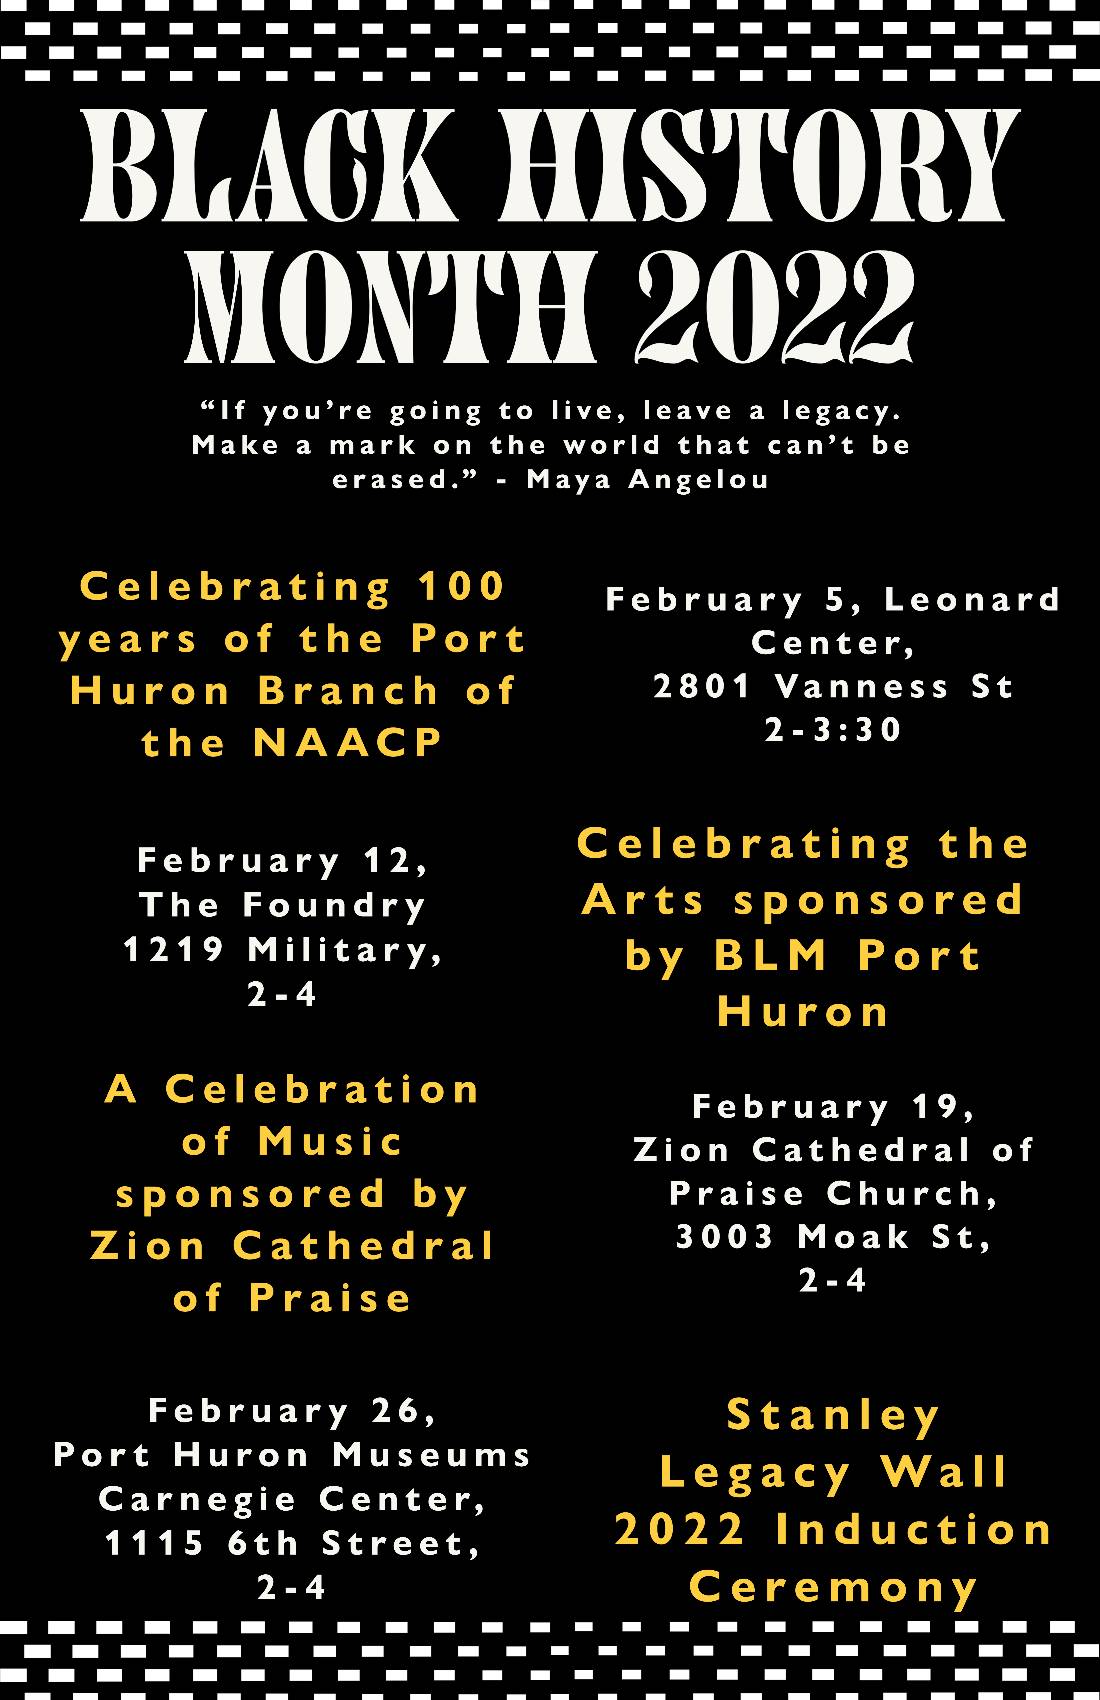 BLACK HISTORY
MONTH 2022
“If you’re going to live, leave a legacy.
Make a mark on the world that can’t be
erased.” - Maya Angelou
Celebrating 100
years of the Port
Huron Branch of
the NAACP
February 5, Leonard
Center,
2801 Vanness St
2-3:30
February 12,
The Foundry
1219 Military,
2-4
Celebrating the
Arts sponsored
by BLM Port
Huron
A Celebration
of Music
sponsored by
Zion Cathedral
of Praise
February 19,
Zion Cathedral of
Praise Church,
3003 Moak St,
2-4
February 26,
Port Huron Museums
Carnegie Center,
1115 6th Street,
2-4
Stanley
Legacy Wall
2022 Induction
Ceremony